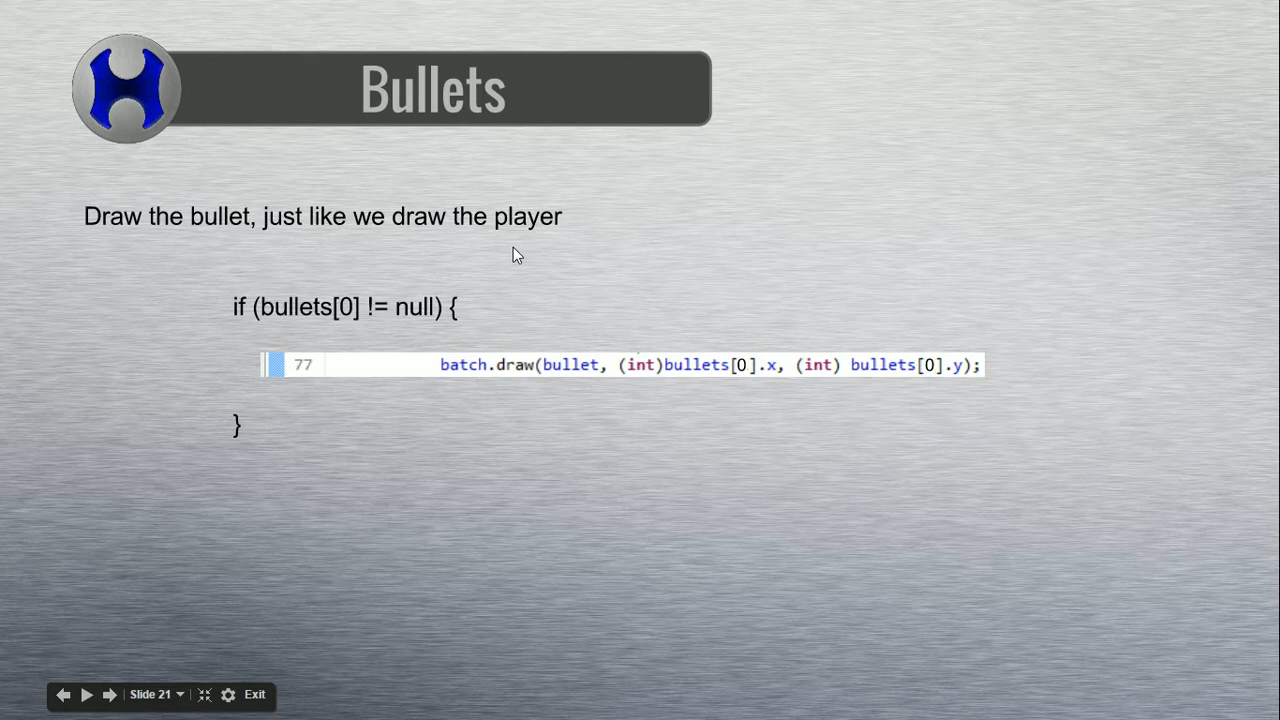 Bullets
Draw the bullet, just like we draw the player
if (bullets[0] != null) {
77 batch.draw(bullet, (int)bullets[0].x, (int) bullets[0].y);
}
Slide 21 Exit